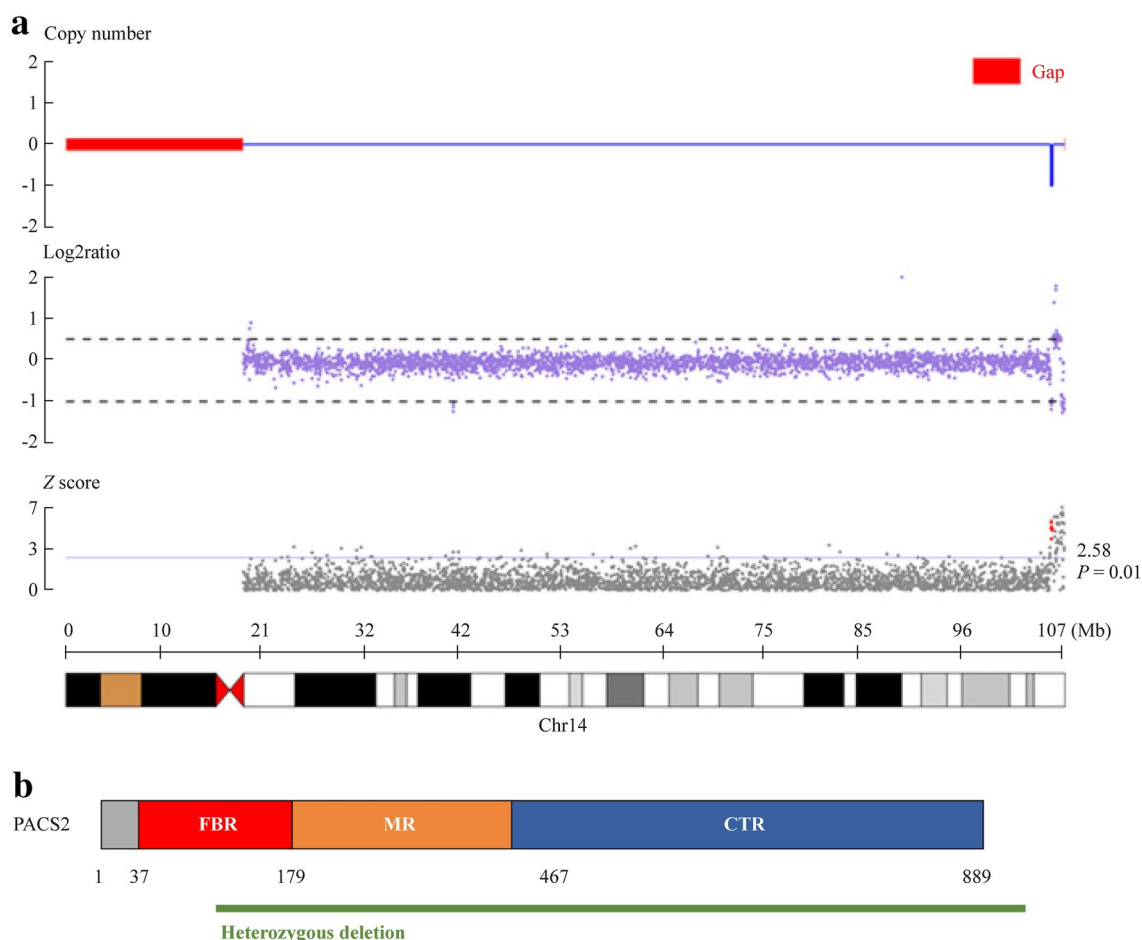 a
Copy number
2
1
0
-1
-2
Gap
Log2ratio
2
1
0
-1
-2
Z score
7
3
0
2.58
P = 0.01
0 10 21 32 42 53 64 75 85 96 107 (Mb)
Chr14
b
PACS2 FBR MR CTR
1 37 179 467 889
Heterozygous deletion